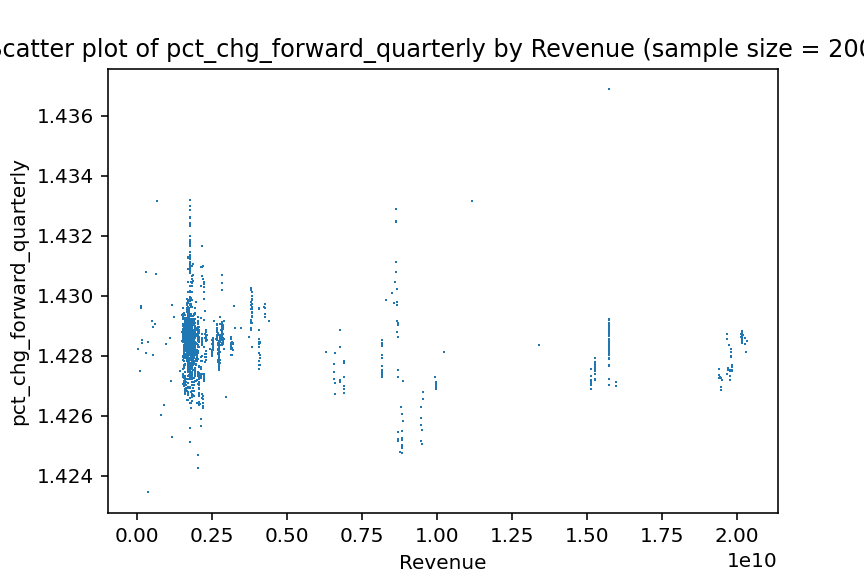 catter plot of pct_chg_forward_quarterly by Revenue (sample size = 200
pct_chg_forward_quarterly
1.436
1.434
1.432
1.430
1.428
1.426
1.424
0.00 0.25 0.50 0.75 1.00 1.25 1.50 1.75 2.00
1e10
Revenue